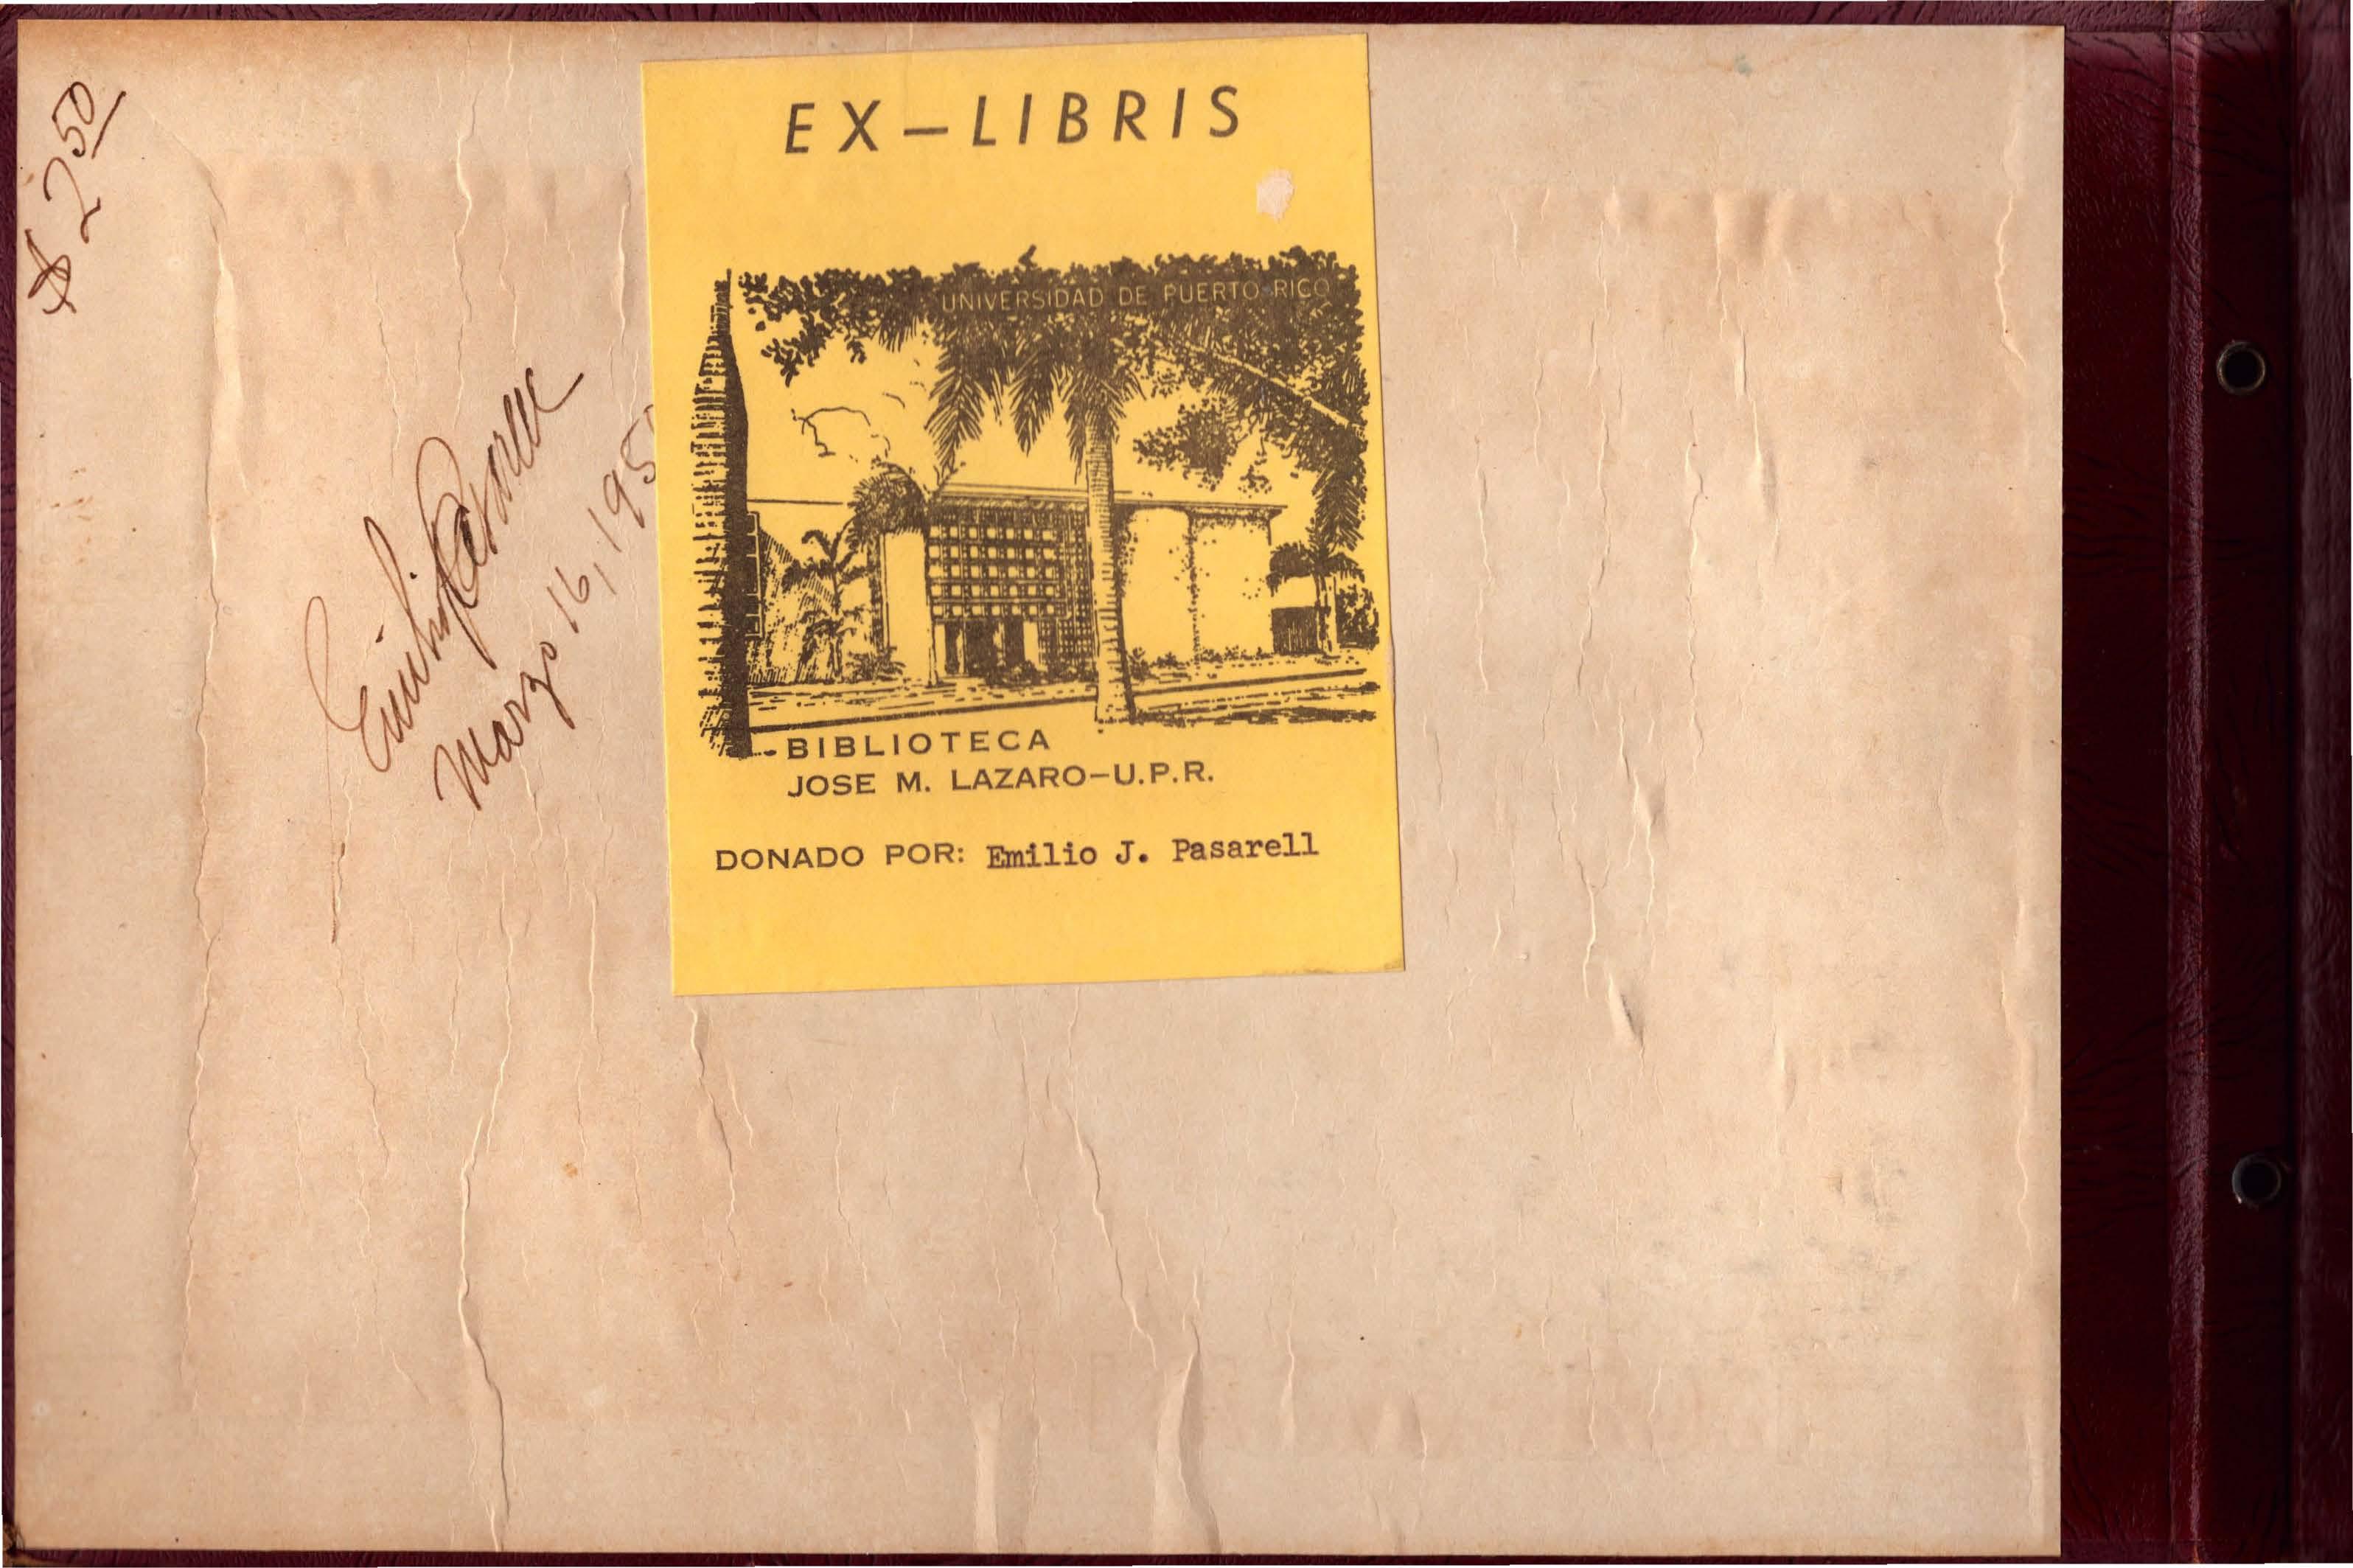 $ 2 50
Emilio Pasarell
Marzo 16, 195
EX-LIBRIS
UNIVERSIDAD DE PUERTO RICO
BIBLIOTECA
JOSE M. LAZARO-U.P.R.
DONADO POR: Emilio J. Pasarell